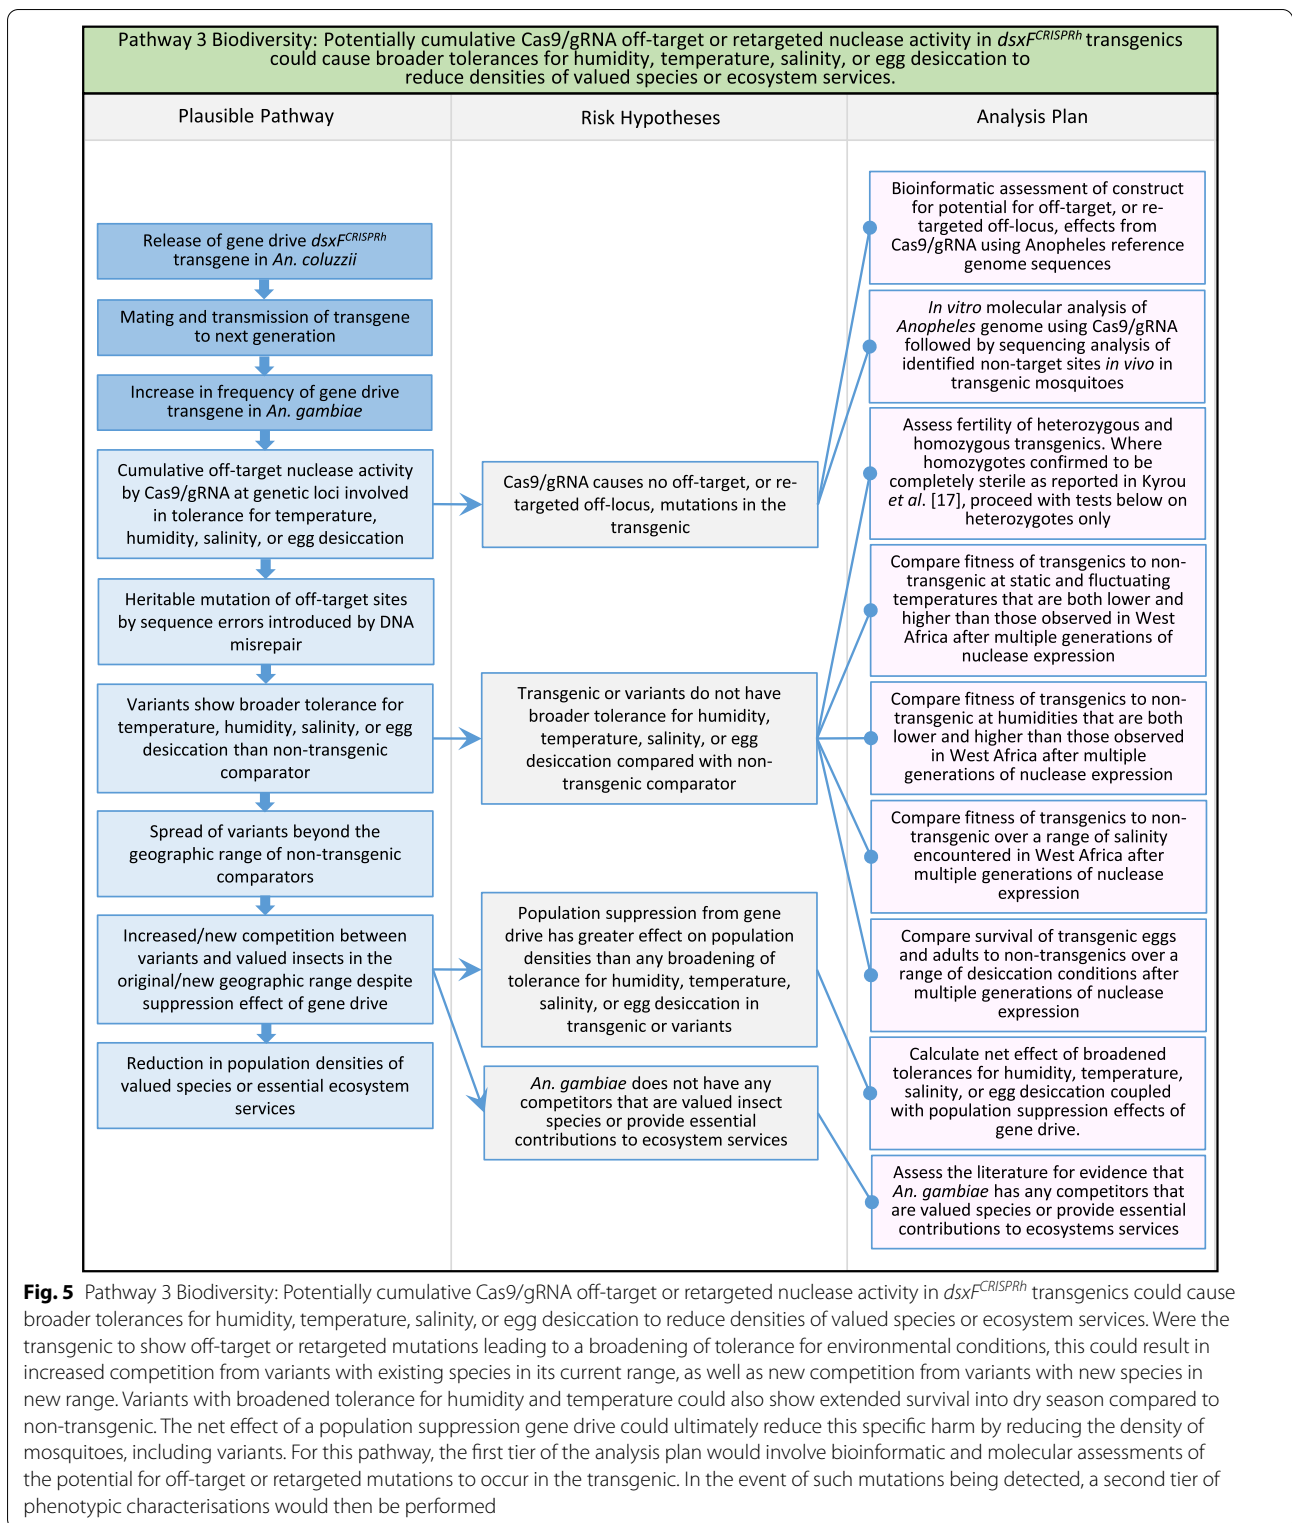 Pathway 3 Biodiversity: Potentially cumulative Cas9/gRNA off-target or retargeted nuclease activity in dsxF^CRISPRh transgenics
could cause broader tolerances for humidity, temperature, salinity, or egg desiccation to
reduce densities of valued species or ecosystem services.
Plausible Pathway
Risk Hypotheses
Analysis Plan
Release of gene drive dsxF^CRISPRh
transgene in An. coluzzii
Mating and transmission of transgene
to next generation
Increase in frequency of gene drive
transgene in An. gambiae
Cumulative off-target nuclease activity
by Cas9/gRNA at genetic loci involved
in tolerance for temperature,
humidity, salinity, or egg desiccation
Heritable mutation of off-target sites
by sequence errors introduced by DNA
misrepair
Variants show broader tolerance for
temperature, humidity, salinity, or egg
desiccation than non-transgenic
comparator
Spread of variants beyond the
geographic range of non-transgenic
comparators
Increased/new competition between
variants and valued insects in the
original/new geographic range despite
suppression effect of gene drive
Reduction in population densities of
valued species or essential ecosystem
services
Cas9/gRNA causes no off-target, or re-
targeted off-locus, mutations in the
transgenic
Transgenic or variants do not have
broader tolerance for humidity,
temperature, salinity, or egg
desiccation compared with non-
transgenic comparator
Population suppression from gene
drive has greater effect on population
densities than any broadening of
tolerance for humidity, temperature,
salinity, or egg desiccation in
transgenic or variants
An. gambiae does not have any
competitors that are valued insect
species or provide essential
contributions to ecosystem services
Bioinformatic assessment of construct
for potential for off-target, or re-
targeted off-locus, effects from
Cas9/gRNA using Anopheles reference
genome sequences
In vitro molecular analysis of
Anopheles genome using Cas9/gRNA
followed by sequencing analysis of
identified non-target sites in vivo in
transgenic mosquitoes
Assess fertility of heterozygous and
homozygous transgenics. Where
homozygotes confirmed to be
completely sterile as reported in Kyrou
et al. [17], proceed with tests below on
heterozygotes only
Compare fitness of transgenics to non-
transgenic at static and fluctuating
temperatures that are both lower and
higher than those observed in West
Africa after multiple generations of
nuclease expression
Compare fitness of transgenics to non-
transgenic at humidities that are both
lower and higher than those observed
in West Africa after multiple
generations of nuclease expression
Compare fitness of transgenics to non-
transgenic over a range of salinity
encountered in West Africa after
multiple generations of nuclease
expression
Compare survival of transgenic eggs
and adults to non-transgenics over a
range of desiccation conditions after
multiple generations of nuclease
expression
Calculate net effect of broadened
tolerances for humidity, temperature,
salinity, or egg desiccation coupled
with population suppression effects of
gene drive.
Assess the literature for evidence that
An. gambiae has any competitors that
are valued species or provide essential
contributions to ecosystems services
Fig. 5 Pathway 3 Biodiversity: Potentially cumulative Cas9/gRNA off-target or retargeted nuclease activity in dsxF^CRISPRh transgenics could cause
broader tolerances for humidity, temperature, salinity, or egg desiccation to reduce densities of valued species or ecosystem services. Were the
transgenic to show off-target or retargeted mutations leading to a broadening of tolerance for environmental conditions, this could result in
increased competition from variants with existing species in its current range, as well as new competition from variants with new species in
new range. Variants with broadened tolerance for humidity and temperature could also show extended survival into dry season compared to
non-transgenic. The net effect of a population suppression gene drive could ultimately reduce this specific harm by reducing the density of
mosquitoes, including variants. For this pathway, the first tier of the analysis plan would involve bioinformatic and molecular assessments of
the potential for off-target or retargeted mutations to occur in the transgenic. In the event of such mutations being detected, a second tier of
phenotypic characterisations would then be performed